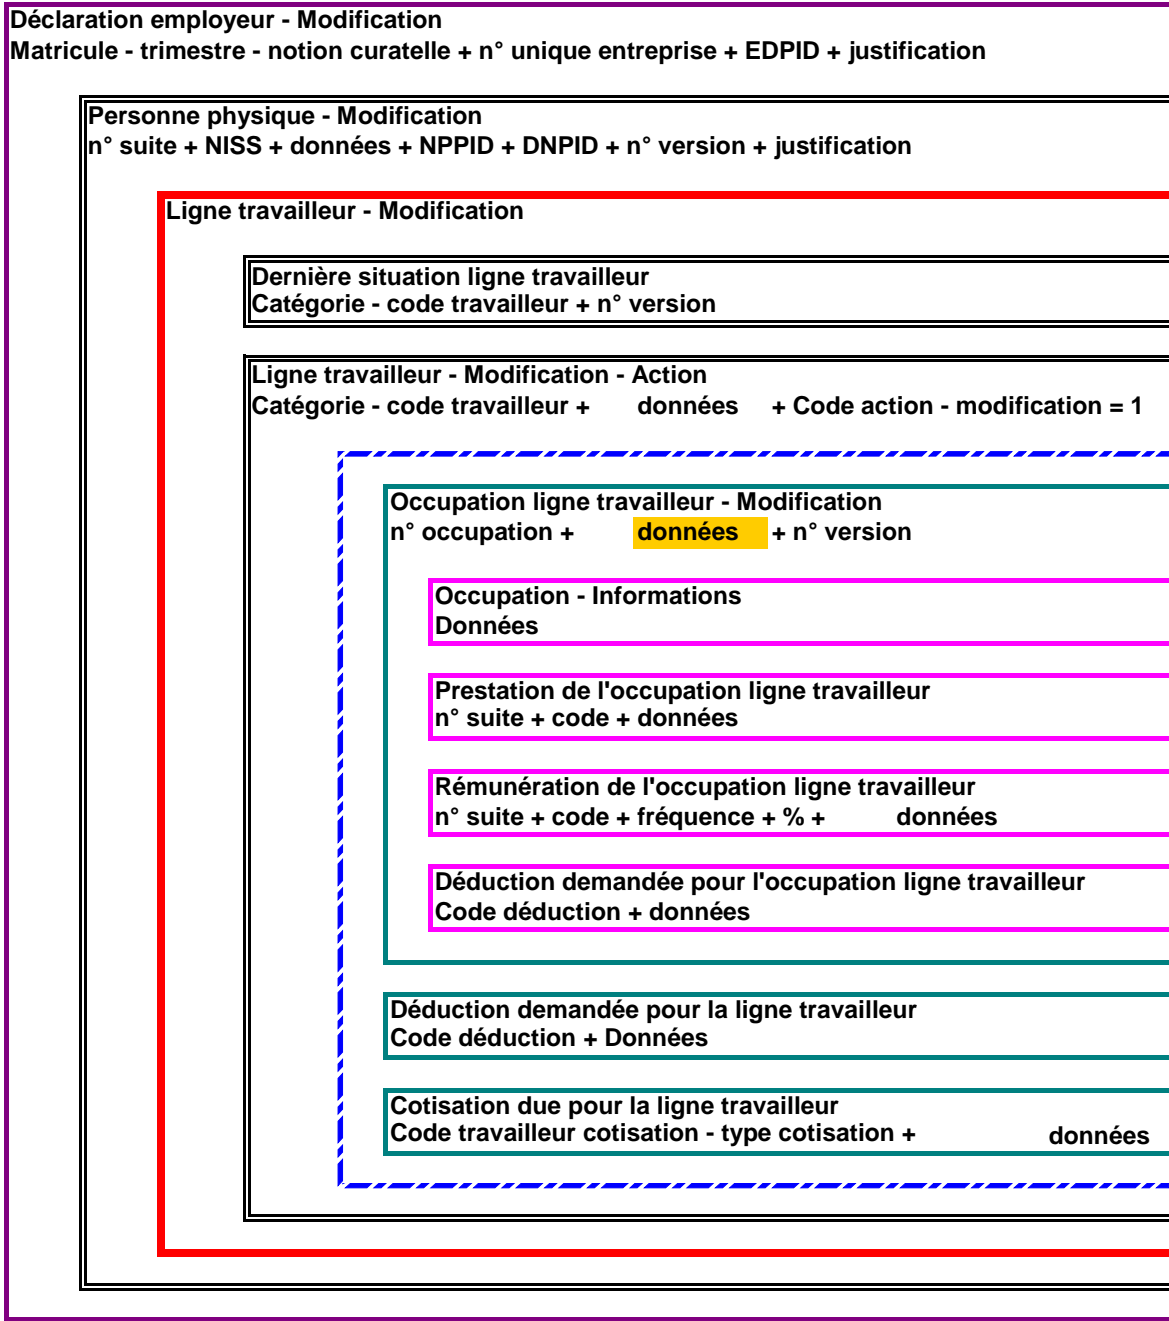 Déclaration employeur - Modification
Matricule - trimestre - notion curatelle + n° unique entreprise + EDPID + justification
Personne physique - Modification
n° suite + NISS + données + NPPID + DNPID + n° version + justification
Ligne travailleur - Modification
Dernière situation ligne travailleur
Catégorie - code travailleur + n° version
Ligne travailleur - Modification - Action
Catégorie - code travailleur + données + Code action - modification = 1
Occupation ligne travailleur - Modification
n° occupation + données + n° version
Occupation - Informations
Données
Prestation de l'occupation ligne travailleur
n° suite + code + données
Rémunération de l'occupation ligne travailleur
n° suite + code + fréquence + % + données
Déduction demandée pour l'occupation ligne travailleur
Code déduction + données
Déduction demandée pour la ligne travailleur
Code déduction + Données
Cotisation due pour la ligne travailleur
Code travailleur cotisation - type cotisation + données